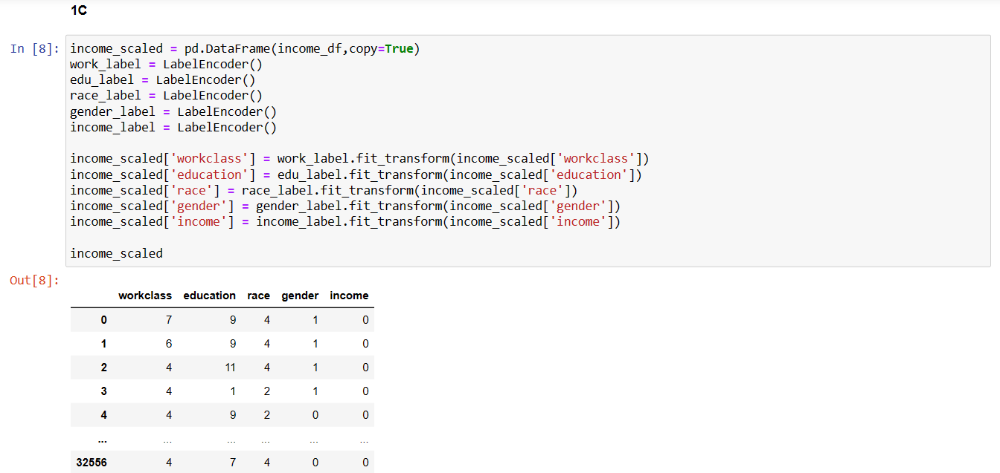 1C
In [8]: income_scaled = pd.DataFrame(income_df,copy=True)
work_label = LabelEncoder()
edu_label = LabelEncoder()
race_label = LabelEncoder()
gender_label = LabelEncoder()
income_label = LabelEncoder()
income_scaled['workclass'] = work_label.fit_transform(income_scaled['workclass'])
income_scaled['education'] = edu_label.fit_transform(income_scaled['education'])
income_scaled['race'] = race_label.fit_transform(income_scaled['race'])
income_scaled['gender'] = gender_label.fit_transform(income_scaled['gender'])
income_scaled['income'] = income_label.fit_transform(income_scaled['income'])
income_scaled
Out[8]:
workclass education race gender income
0 7 9 4 1 0
1 6 9 4 1 0
2 4 11 4 1 0
3 4 1 2 1 0
4 4 9 2 0 0
... ... ... ... ... ...
32556 4 7 4 0 0